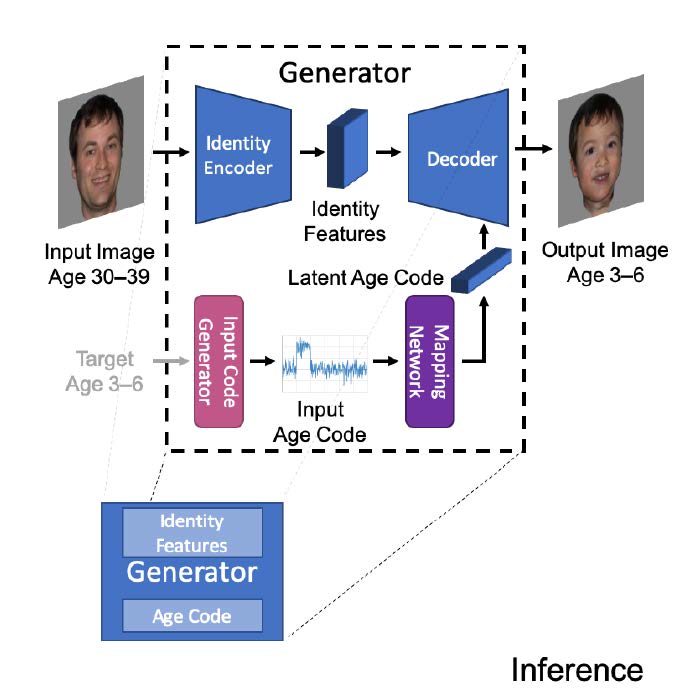 Generator
Identity
Encoder
Decoder
Identity
Features
Input Image
Age 30–39
Output Image
Age 3–6
Latent Age Code
Target
Age 3–6
Input Code
Generator
Mapping
Network
Input
Age Code
Identity
Features
Generator
Age Code
Inference